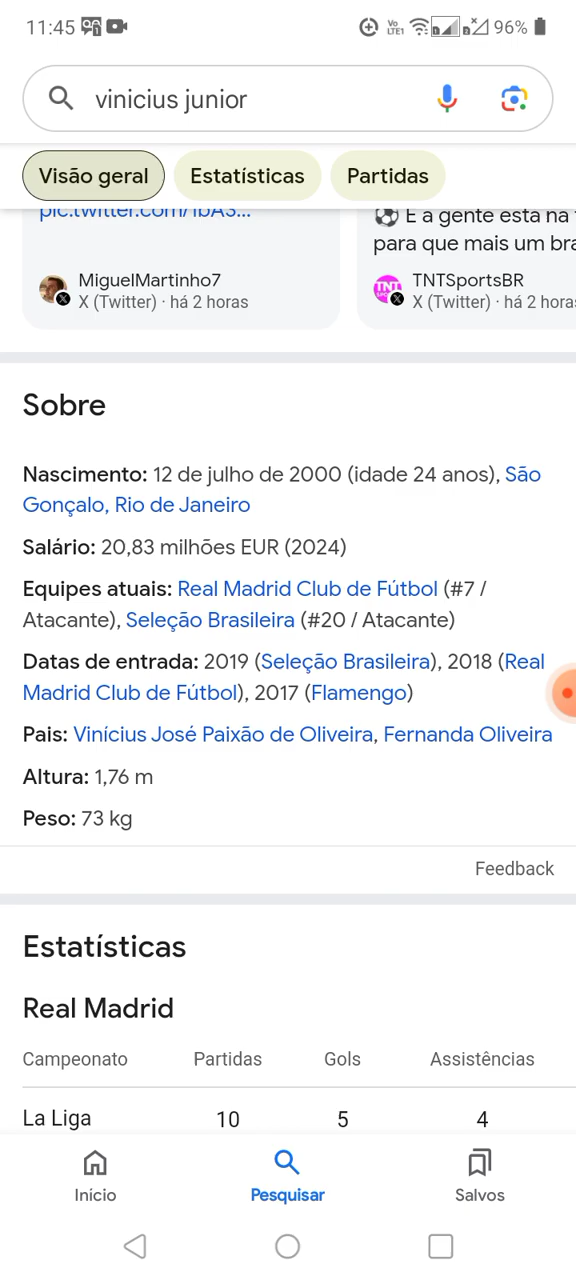 11:45
Vo
LTE1
96%
vinicius junior
Visão geral
Estatísticas
Partidas
MiguelMartinho7
X (Twitter) · há 2 horas
E a gente está na
para que mais um bra
TNTSportsBR
X (Twitter) · há 2 horas
Sobre
Nascimento: 12 de julho de 2000 (idade 24 anos), São
Gonçalo, Rio de Janeiro
Salário: 20,83 milhões EUR (2024)
Equipes atuais: Real Madrid Club de Fútbol (#7 /
Atacante), Seleção Brasileira (#20 / Atacante)
Datas de entrada: 2019 (Seleção Brasileira), 2018 (Real
Madrid Club de Fútbol), 2017 (Flamengo)
Pais: Vinícius José Paixão de Oliveira, Fernanda Oliveira
Altura: 1,76 m
Peso: 73 kg
Feedback
Estatísticas
Real Madrid
Campeonato Partidas Gols Assistências
La Liga 10 5 4
Início
Pesquisar
Salvos